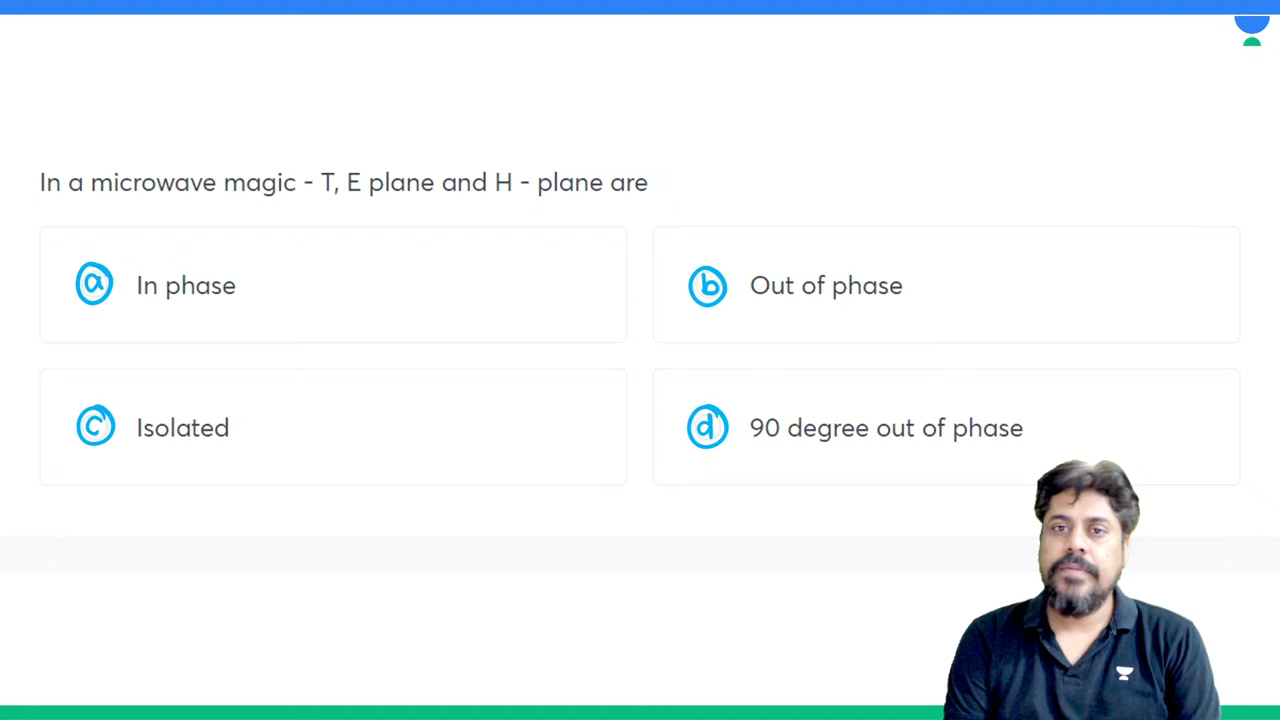 In a microwave magic - T, E plane and H - plane are
a In phase
b Out of phase
c Isolated
d 90 degree out of phase